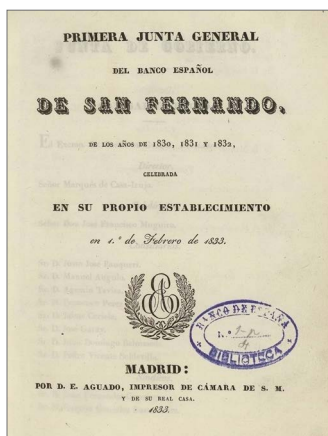 PRIMERA JUNTA GENERAL
DEL BANCO ESPAÑOL
DE SAN FERNANDO,
DE LOS AÑOS DE 1830, 1831 Y 1832,
CELEBRADA
EN SU PROPIO ESTABLECIMIENTO
en 1.º de Febrero de 1833.
BANCO DE ESPAÑA
BIBLIOTECA
MADRID:
POR D. E. AGUADO, IMPRESOR DE CÁMARA DE S. M.
Y DE SU REAL CASA.
1833.